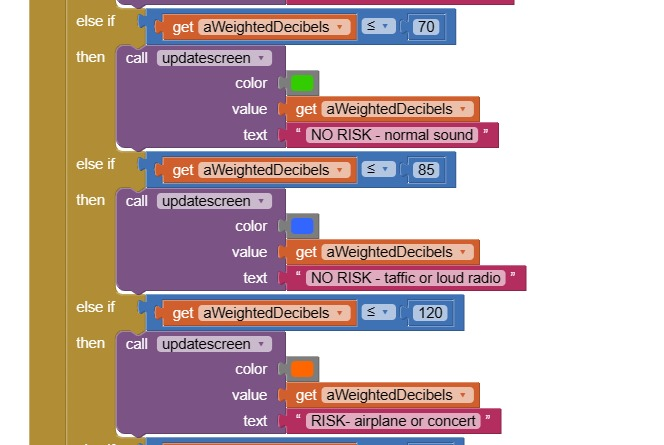 else if get aWeightedDecibels ≤ 70
then call updatescreen
color
value get aWeightedDecibels
text “ NO RISK - normal sound ”
else if get aWeightedDecibels ≤ 85
then call updatescreen
color
value get aWeightedDecibels
text “ NO RISK - taffic or loud radio ”
else if get aWeightedDecibels ≤ 120
then call updatescreen
color
value get aWeightedDecibels
text “ RISK- airplane or concert ”